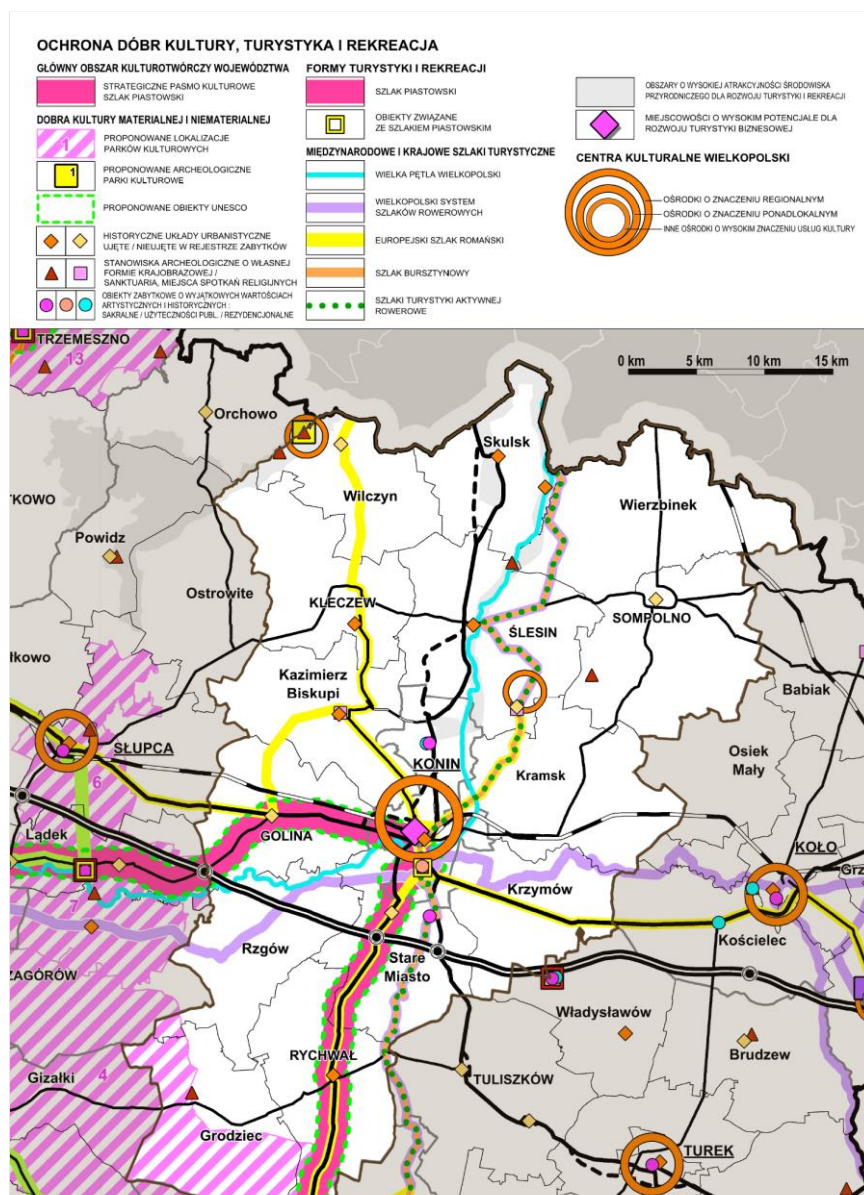 OCHRONA DÓBR KULTURY, TURYSTYKA I REKREACJA
GŁÓWNY OBSZAR KULTUROTWÓRCZY WOJEWÓDZTWA
STRATEGICZNE PASMO KULTUROWE
SZLAK PIASTOWSKI
DOBRA KULTURY MATERIALNEJ I NIEMATERIALNEJ
1
PROPONOWANE LOKALIZACJE
PARKÓW KULTUROWYCH
1
PROPONOWANE ARCHEOLOGICZNE
PARKI KULTUROWE
PROPONOWANE OBIEKTY UNESCO
HISTORYCZNE UKŁADY URBANISTYCZNE
UJĘTE / NIEUJĘTE W REJESTRZE ZABYTKÓW
STANOWISKA ARCHEOLOGICZNE O WŁASNEJ
FORMIE KRAJOBRAZOWEJ /
SANKTUARIA, MIEJSCA SPOTKAŃ RELIGIJNYCH
OBIEKTY ZABYTKOWE O WYJĄTKOWYCH WARTOŚCIACH
ARTYSTYCZNYCH I HISTORYCZNYCH :
SAKRALNE / UŻYTECZNOŚCI PUBL. / REZYDENCJONALNE
FORMY TURYSTYKI I REKREACJI
SZLAK PIASTOWSKI
OBIEKTY ZWIĄZANE
ZE SZLAKIEM PIASTOWSKIM
MIĘDZYNARODOWE I KRAJOWE SZLAKI TURYSTYCZNE
WIELKA PĘTLA WIELKOPOLSKI
WIELKOPOLSKI SYSTEM
SZLAKÓW ROWEROWYCH
EUROPEJSKI SZLAK ROMAŃSKI
SZLAK BURSZTYNOWY
SZLAKI TURYSTYKI AKTYWNEJ
ROWEROWE
OBSZARY O WYSOKIEJ ATRAKCYJNOŚCI ŚRODOWISKA
PRZYRODNICZEGO DLA ROZWOJU TURYSTYKI I REKREACJI
MIEJSCOWOŚCI O WYSOKIM POTENCJALE DLA
ROZWOJU TURYSTYKI BIZNESOWEJ
CENTRA KULTURALNE WIELKOPOLSKI
OŚRODKI O ZNACZENIU REGIONALNYM
OŚRODKI O ZNACZENIU PONADLOKALNYM
INNE OŚRODKI O WYSOKIM ZNACZENIU USŁUG KULTURY
TRZEMESZNO
13
0 km 5 km 10 km 15 km
Orchowo
Skulsk
Wilczyn
Wierzbinek
TKOWO
Powidz
Ostrowite
KLECZEW
ŚLESIN
SOMPOLNO
łkowo
Kazimierz
Biskupi
Babiak
SŁUPCA
KONIN
Kramsk
Osiek
Mały
6
Lądek
GOLINA
KOŁO
Grz
7
Krzymów
Kościelec
Rzgów
Stare
Miasto
ZAGÓRÓW
Władysławów
RYCHWAŁ
Brudzew
Gizałki
4
TULISZKÓW
Grodziec
TUREK